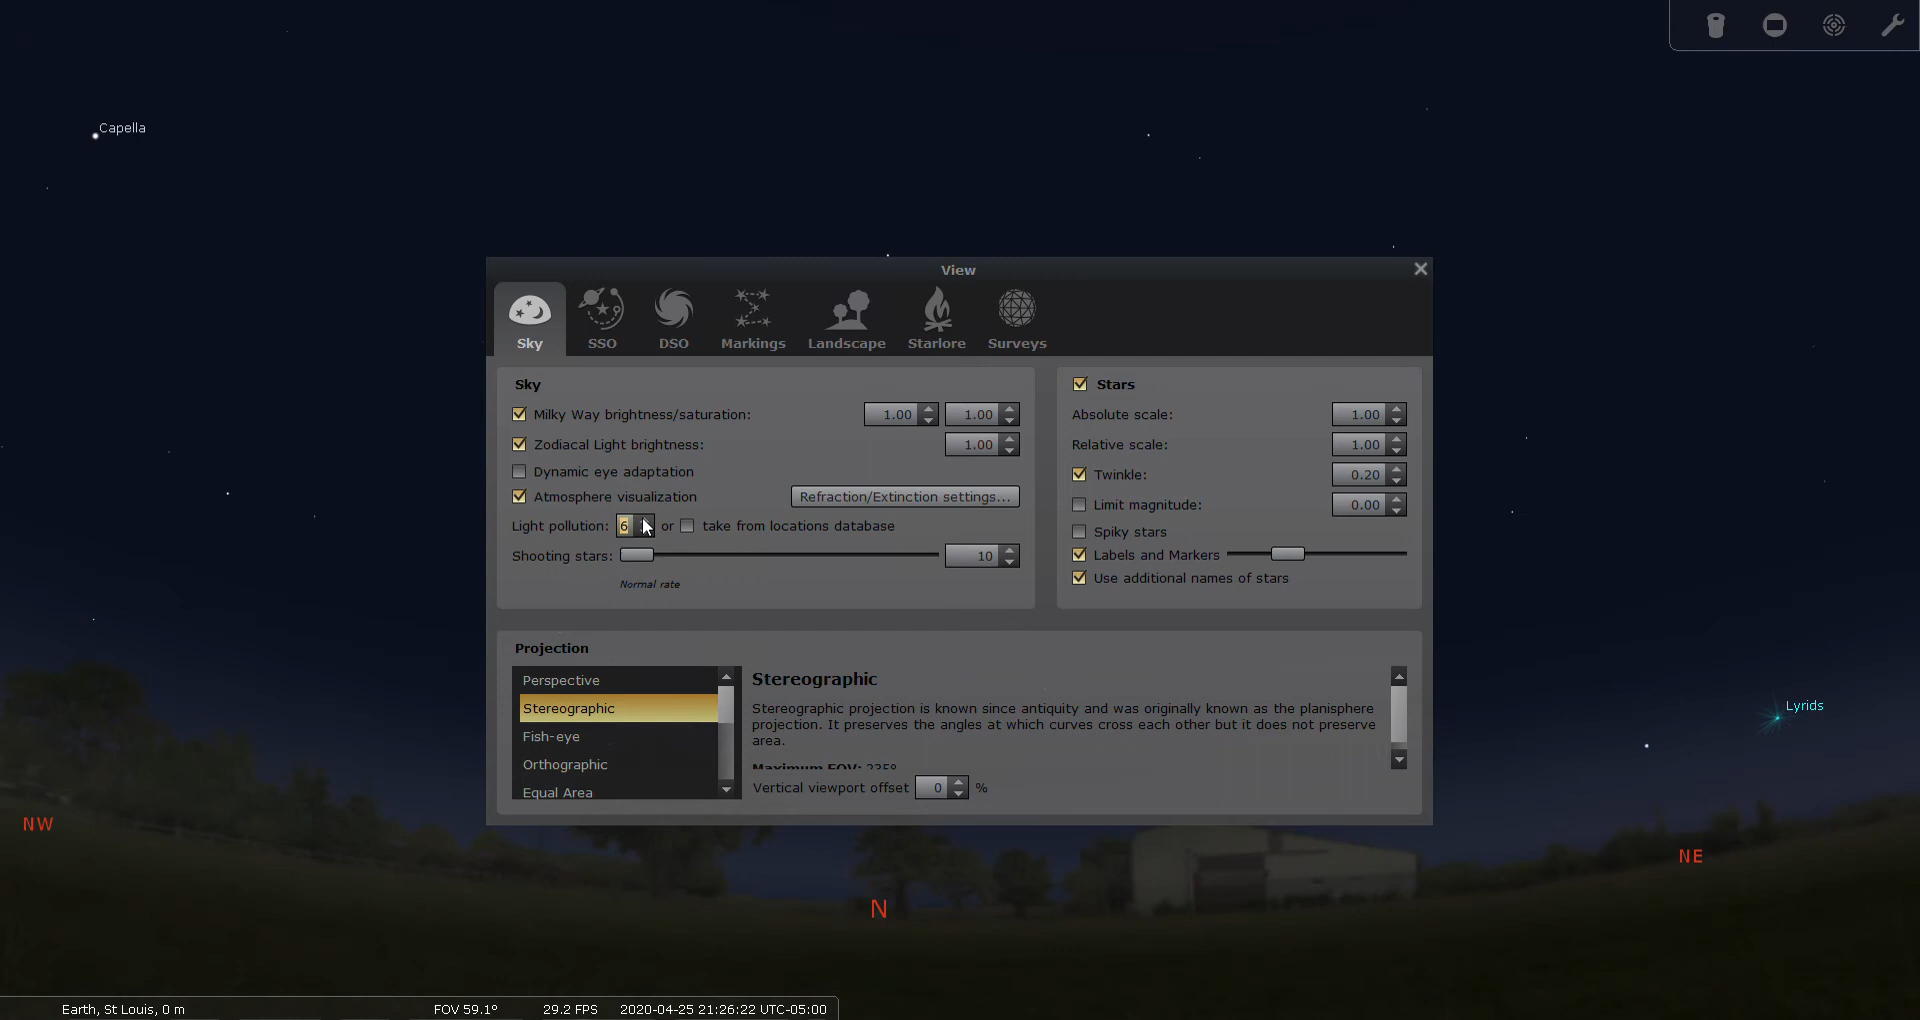 Capella
View
Sky
SSO
DSO
Markings
Landscape
Starlore
Surveys
Sky
Milky Way brightness/saturation: 1.00 1.00
Zodiacal Light brightness: 1.00
Dynamic eye adaptation
Atmosphere visualization Refraction/Extinction settings...
Light pollution: 6 or take from locations database
Shooting stars: 10
Normal rate
Stars
Absolute scale: 1.00
Relative scale: 1.00
Twinkle: 0.20
Limit magnitude: 0.00
Spiky stars
Labels and Markers
Use additional names of stars
Projection
Perspective
Stereographic
Fish-eye
Orthographic
Equal Area
Stereographic
Stereographic projection is known since antiquity and was originally known as the planisphere
projection. It preserves the angles at which curves cross each other but it does not preserve
area.
Maximum FOV: 235°
Vertical viewport offset 0 %
Lyrids
NW
N
NE
Earth, St Louis, 0 m FOV 59.1° 29.2 FPS 2020-04-25 21:26:22 UTC-05:00